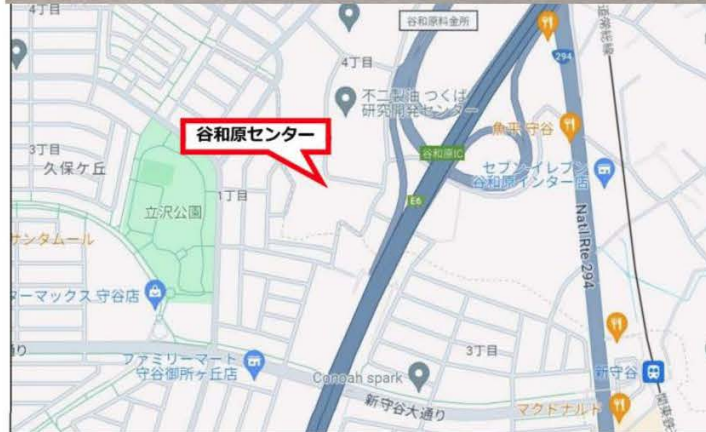 4丁目
谷和原料金所
4丁目
294
不二製油 つくば
研究開発センター
魚平 守谷
谷和原センター
谷和原IC
3丁目
久保ケ丘
セブン-イレブン
谷和原インター店
1丁目
E6
立沢公園
サンタムール
Nat'l Rte 294
ターマックス 守谷店
3丁目
ファミリーマート
守谷御所ヶ丘店
Conoah spark
新守谷
新守谷大通り
マクドナルド
関東鉄